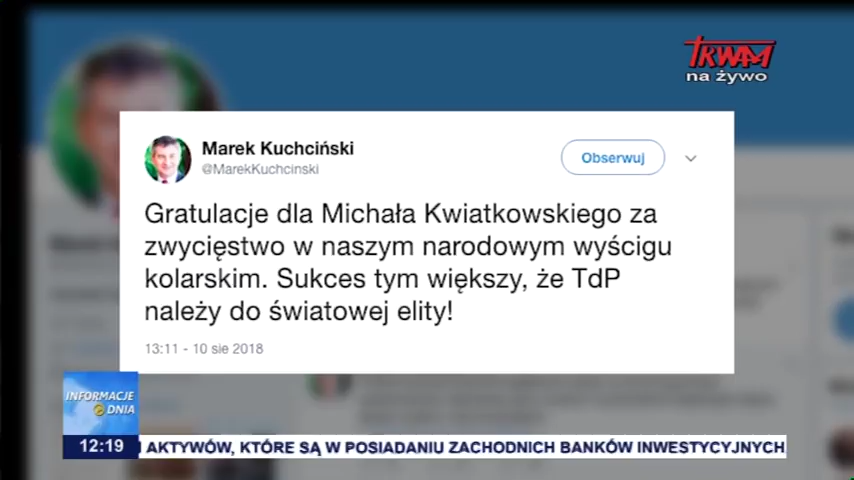 TRWAM
na żywo
Marek Kuchciński
@MarekKuchcinski
Obserwuj
Gratulacje dla Michała Kwiatkowskiego za
zwycięstwo w naszym narodowym wyścigu
kolarskim. Sukces tym większy, że TdP
należy do światowej elity!
13:11 - 10 sie 2018
INFORMACJE
DNIA
12:19
AKTYWÓW, KTÓRE SĄ W POSIADANIU ZACHODNICH BANKÓW INWESTYCYJNYCH